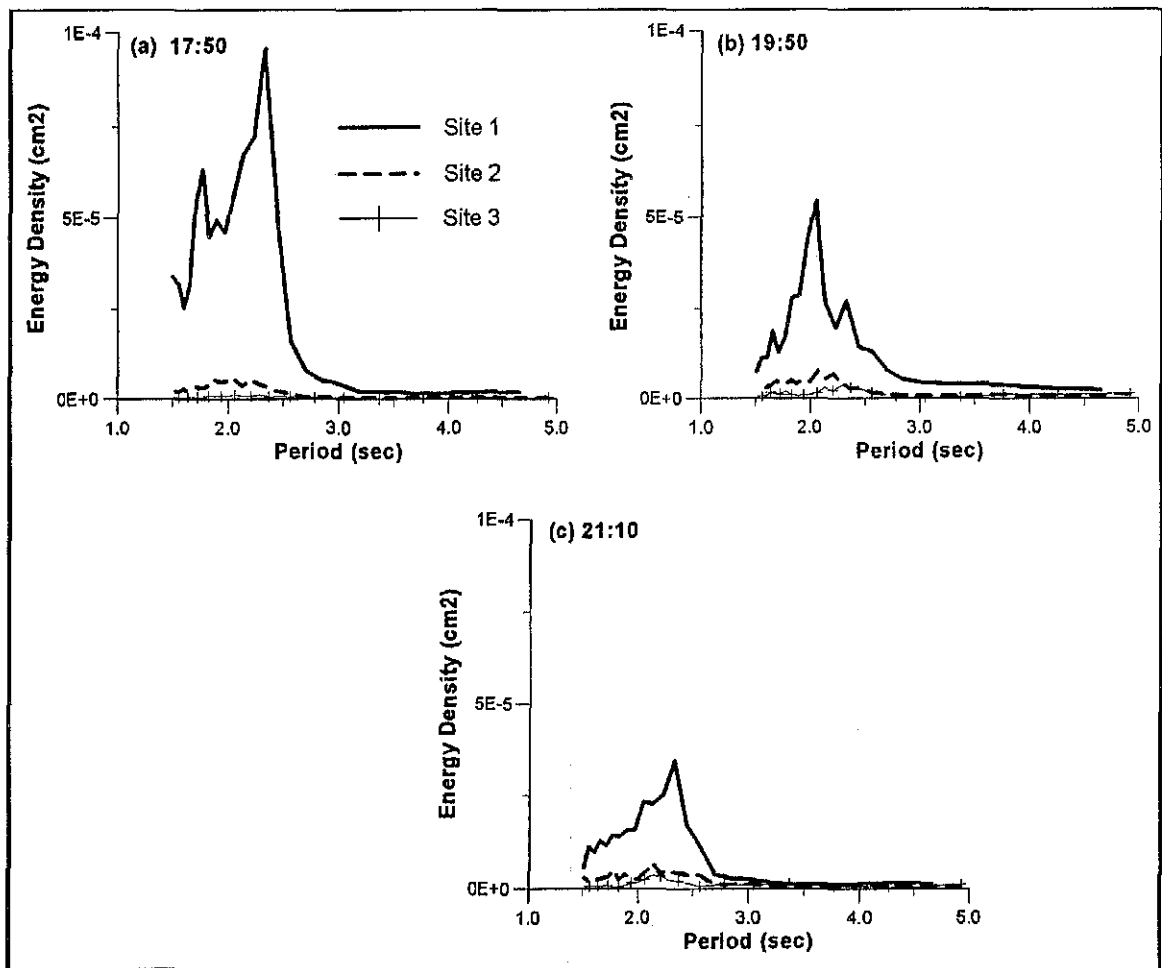 (a) 17:50
1E-4
5E-5
0E+0
Energy Density (cm2)
1.0 2.0 3.0 4.0 5.0
Period (sec)
Site 1
Site 2
Site 3
(b) 19:50
1E-4
5E-5
0E+0
Energy Density (cm2)
1.0 2.0 3.0 4.0 5.0
Period (sec)
(c) 21:10
1E-4
5E-5
0E+0
Energy Density (cm2)
1.0 2.0 3.0 4.0 5.0
Period (sec)